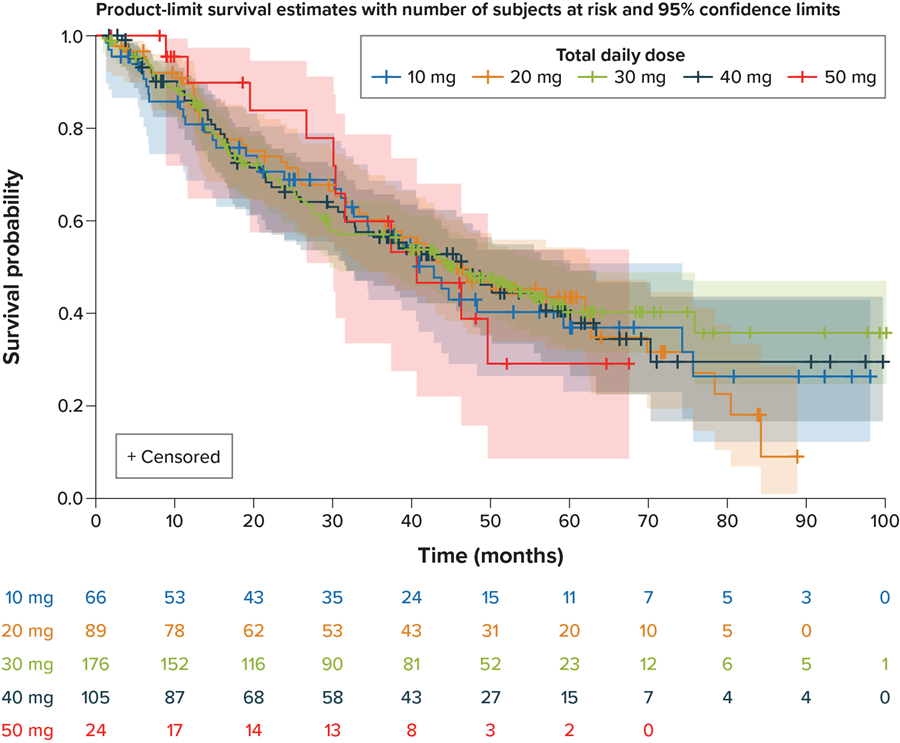 Product-limit survival estimates with number of subjects at risk and 95% confidence limits
Total daily dose
10 mg 20 mg 30 mg 40 mg 50 mg
Survival probability
1.0
0.8
0.6
0.4
0.2
0.0
+ Censored
0 10 20 30 40 50 60 70 80 90 100
Time (months)
10 mg 66 53 43 35 24 15 11 7 5 3 0
20 mg 89 78 62 53 43 31 20 10 5 0
30 mg 176 152 116 90 81 52 23 12 6 5 1
40 mg 105 87 68 58 43 27 15 7 4 4 0
50 mg 24 17 14 13 8 3 2 0